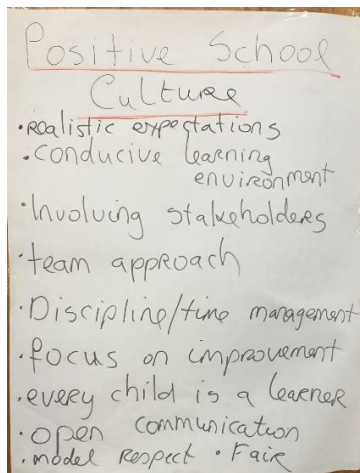 Positive School
Culture
• realistic expectations
• conducive learning
environment
• Involving stakeholders
• team approach
• Discipline/time management
• focus on improvement
• every child is a learner
• open communication
• model respect • Fair